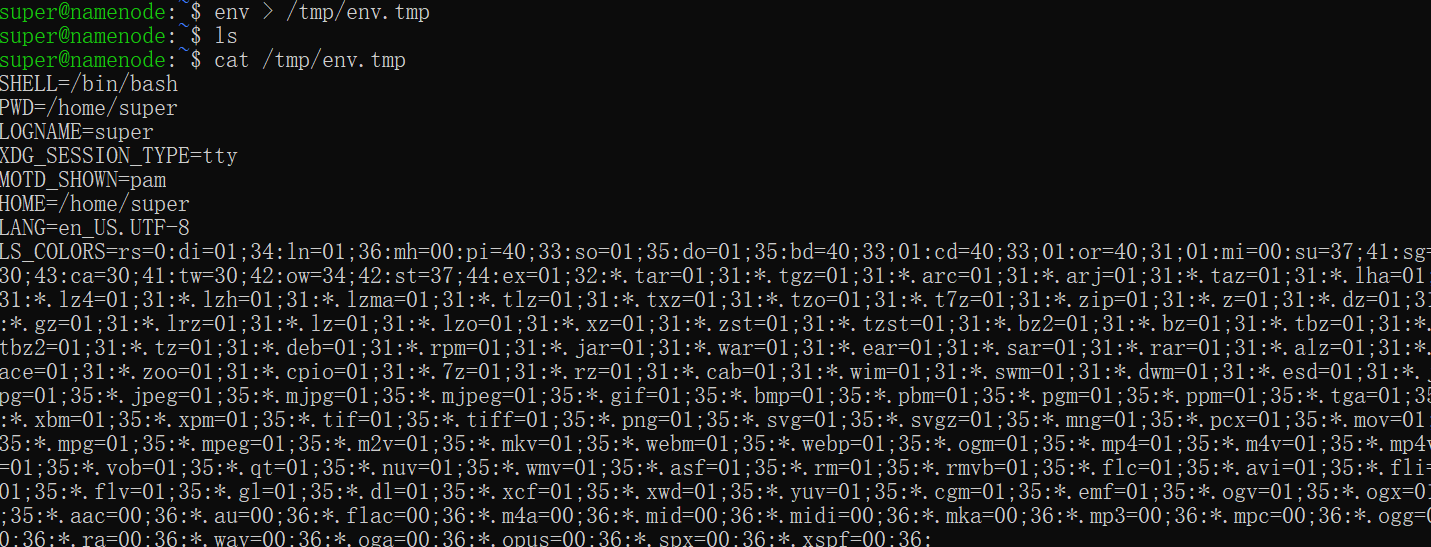 super@namenode:~$ env > /tmp/env.tmp
super@namenode:~$ ls
super@namenode:~$ cat /tmp/env.tmp
SHELL=/bin/bash
PWD=/home/super
LOGNAME=super
XDG_SESSION_TYPE=tty
MOTD_SHOWN=pam
HOME=/home/super
LANG=en_US.UTF-8
LS_COLORS=rs=0:di=01;34:ln=01;36:mh=00:pi=40;33:so=01;35:do=01;35:bd=40;33;01:cd=40;33;01:or=40;31;01:mi=00:su=37;41:sg=
30;43:ca=30;41:tw=30;42:ow=34;42:st=37;44:ex=01;32:*.tar=01;31:*.tgz=01;31:*.arc=01;31:*.arj=01;31:*.taz=01;31:*.lha=01
31:*.lz4=01;31:*.lzh=01;31:*.lzma=01;31:*.tlz=01;31:*.txz=01;31:*.tzo=01;31:*.t7z=01;31:*.zip=01;31:*.z=01;31:*.dz=01;31
:*.gz=01;31:*.lrz=01;31:*.lz=01;31:*.lzo=01;31:*.xz=01;31:*.zst=01;31:*.tzst=01;31:*.bz2=01;31:*.bz=01;31:*.tbz=01;31:*.
tbz2=01;31:*.tz=01;31:*.deb=01;31:*.rpm=01;31:*.jar=01;31:*.war=01;31:*.ear=01;31:*.sar=01;31:*.rar=01;31:*.alz=01;31:*.
ace=01;31:*.zoo=01;31:*.cpio=01;31:*.7z=01;31:*.rz=01;31:*.cab=01;31:*.wim=01;31:*.swm=01;31:*.dwm=01;31:*.esd=01;31:*.j
pg=01;35:*.jpeg=01;35:*.mjpg=01;35:*.mjpeg=01;35:*.gif=01;35:*.bmp=01;35:*.pbm=01;35:*.pgm=01;35:*.ppm=01;35:*.tga=01;35
:*.xbm=01;35:*.xpm=01;35:*.tif=01;35:*.tiff=01;35:*.png=01;35:*.svg=01;35:*.svgz=01;35:*.mng=01;35:*.pcx=01;35:*.mov=01;
35:*.mpg=01;35:*.mpeg=01;35:*.m2v=01;35:*.mkv=01;35:*.webm=01;35:*.webp=01;35:*.ogm=01;35:*.mp4=01;35:*.m4v=01;35:*.mp4v
=01;35:*.vob=01;35:*.qt=01;35:*.nuv=01;35:*.wmv=01;35:*.asf=01;35:*.rm=01;35:*.rmvb=01;35:*.flc=01;35:*.avi=01;35:*.fli=
01;35:*.flv=01;35:*.gl=01;35:*.dl=01;35:*.xcf=01;35:*.xwd=01;35:*.yuv=01;35:*.cgm=01;35:*.emf=01;35:*.ogv=01;35:*.ogx=01
;35:*.aac=00;36:*.au=00;36:*.flac=00;36:*.m4a=00;36:*.mid=00;36:*.midi=00;36:*.mka=00;36:*.mp3=00;36:*.mpc=00;36:*.ogg=0
0;36:*.ra=00;36:*.wav=00;36:*.oga=00;36:*.opus=00;36:*.spx=00;36:*.xspf=00;36: